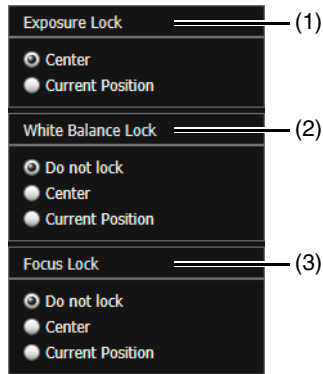 Exposure Lock (1)
Center
Current Position
White Balance Lock (2)
Do not lock
Center
Current Position
Focus Lock (3)
Do not lock
Center
Current Position